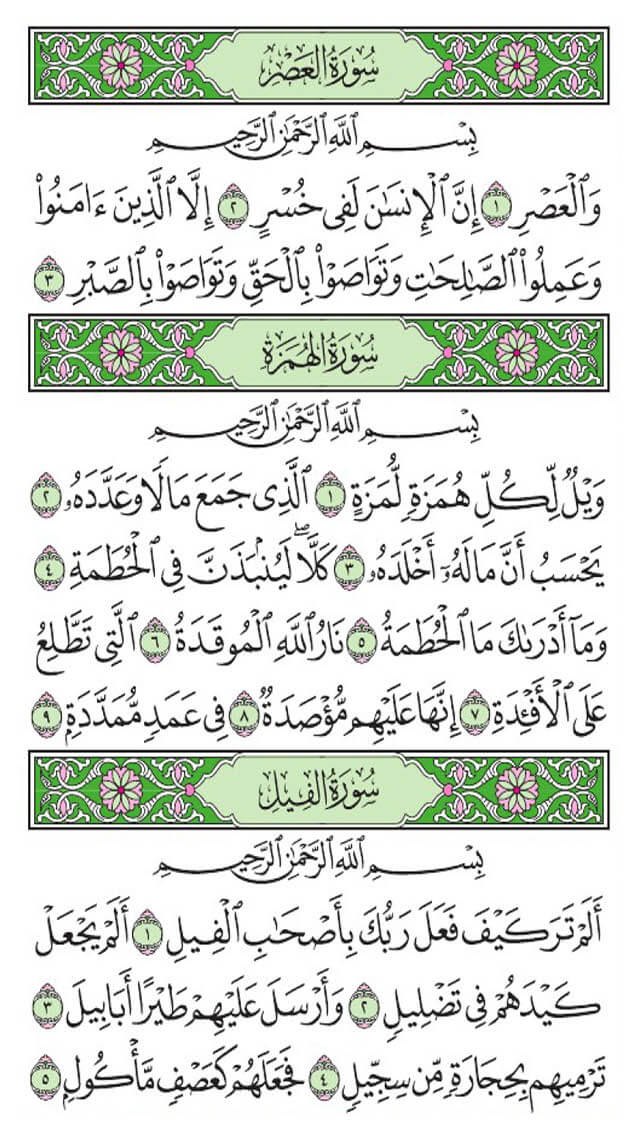 سُورَةُ العَصْرِ
بِسْمِ ٱللَّهِ ٱلرَّحْمَٰنِ ٱلرَّحِيمِ
وَٱلْعَصْرِ ١ إِنَّ ٱلْإِنسَٰنَ لَفِى خُسْرٍ ٢ إِلَّا ٱلَّذِينَ ءَامَنُوا۟
وَعَمِلُوا۟ ٱلصَّٰلِحَٰتِ وَتَوَاصَوْا۟ بِٱلْحَقِّ وَتَوَاصَوْا۟ بِٱلصَّبْرِ ٣
سُورَةُ الهُمَزَةِ
بِسْمِ ٱللَّهِ ٱلرَّحْمَٰنِ ٱلرَّحِيمِ
وَيْلٌ لِّكُلِّ هُمَزَةٍ لُّمَزَةٍ ١ ٱلَّذِى جَمَعَ مَالًا وَعَدَّدَهُۥ ٢
يَحْسَبُ أَنَّ مَالَهُۥٓ أَخْلَدَهُۥ ٣ كَلَّا ۖ لَيُنۢبَذَنَّ فِى ٱلْحُطَمَةِ ٤
وَمَآ أَدْرَىٰكَ مَا ٱلْحُطَمَةُ ٥ نَارُ ٱللَّهِ ٱلْمُوقَدَةُ ٦ ٱلَّتِى تَطَّلِعُ
عَلَى ٱلْأَفْـِٔدَةِ ٧ إِنَّهَا عَلَيْهِم مُّؤْصَدَةٌ ٨ فِى عَمَدٍ مُّمَدَّدَةٍۭ ٩
سُورَةُ الفِيلِ
بِسْمِ ٱللَّهِ ٱلرَّحْمَٰنِ ٱلرَّحِيمِ
أَلَمْ تَرَ كَيْفَ فَعَلَ رَبُّكَ بِأَصْحَٰبِ ٱلْفِيلِ ١ أَلَمْ يَجْعَلْ
كَيْدَهُمْ فِى تَضْلِيلٍ ٢ وَأَرْسَلَ عَلَيْهِمْ طَيْرًا أَبَابِيلَ ٣
تَرْمِيهِم بِحِجَارَةٍ مِّن سِجِّيلٍ ٤ فَجَعَلَهُمْ كَعَصْفٍ مَّأْكُولٍۭ ٥